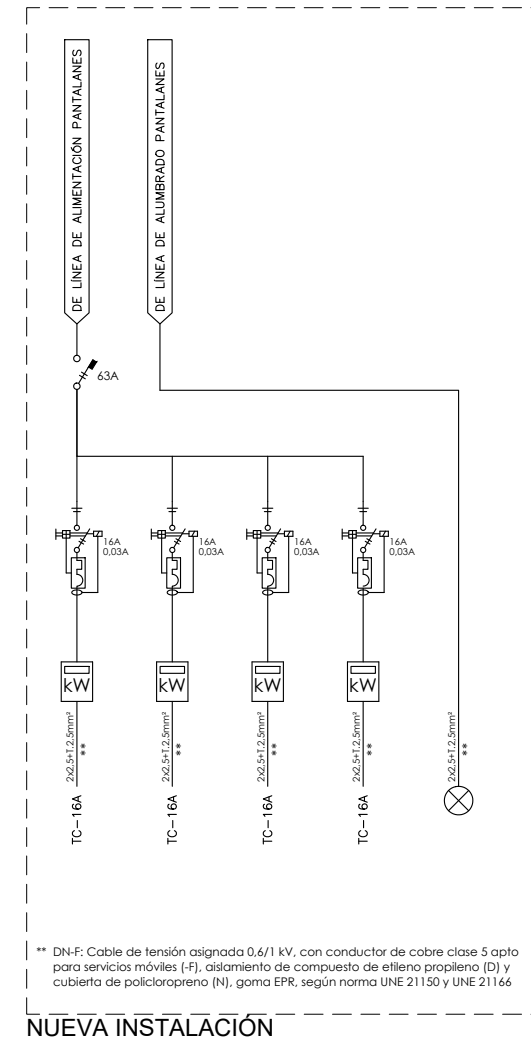 DE LÍNEA DE ALIMENTACIÓN PANTALANES
DE LÍNEA DE ALUMBRADO PANTALANES
63A
16A
0,03A
16A
0,03A
16A
0,03A
16A
0,03A
kW
kW
kW
kW
2x2,5+T.2,5mm²
**
2x2,5+T.2,5mm²
**
2x2,5+T.2,5mm²
**
2x2,5+T.2,5mm²
**
2x2,5+T.2,5mm²
**
TC-16A
TC-16A
TC-16A
TC-16A
** DN-F: Cable de tensión asignada 0,6/1 kV, con conductor de cobre clase 5 apto
para servicios móviles (-F), aislamiento de compuesto de etileno propileno (D) y
cubierta de policloropreno (N), goma EPR, según norma UNE 21150 y UNE 21166
NUEVA INSTALACIÓN